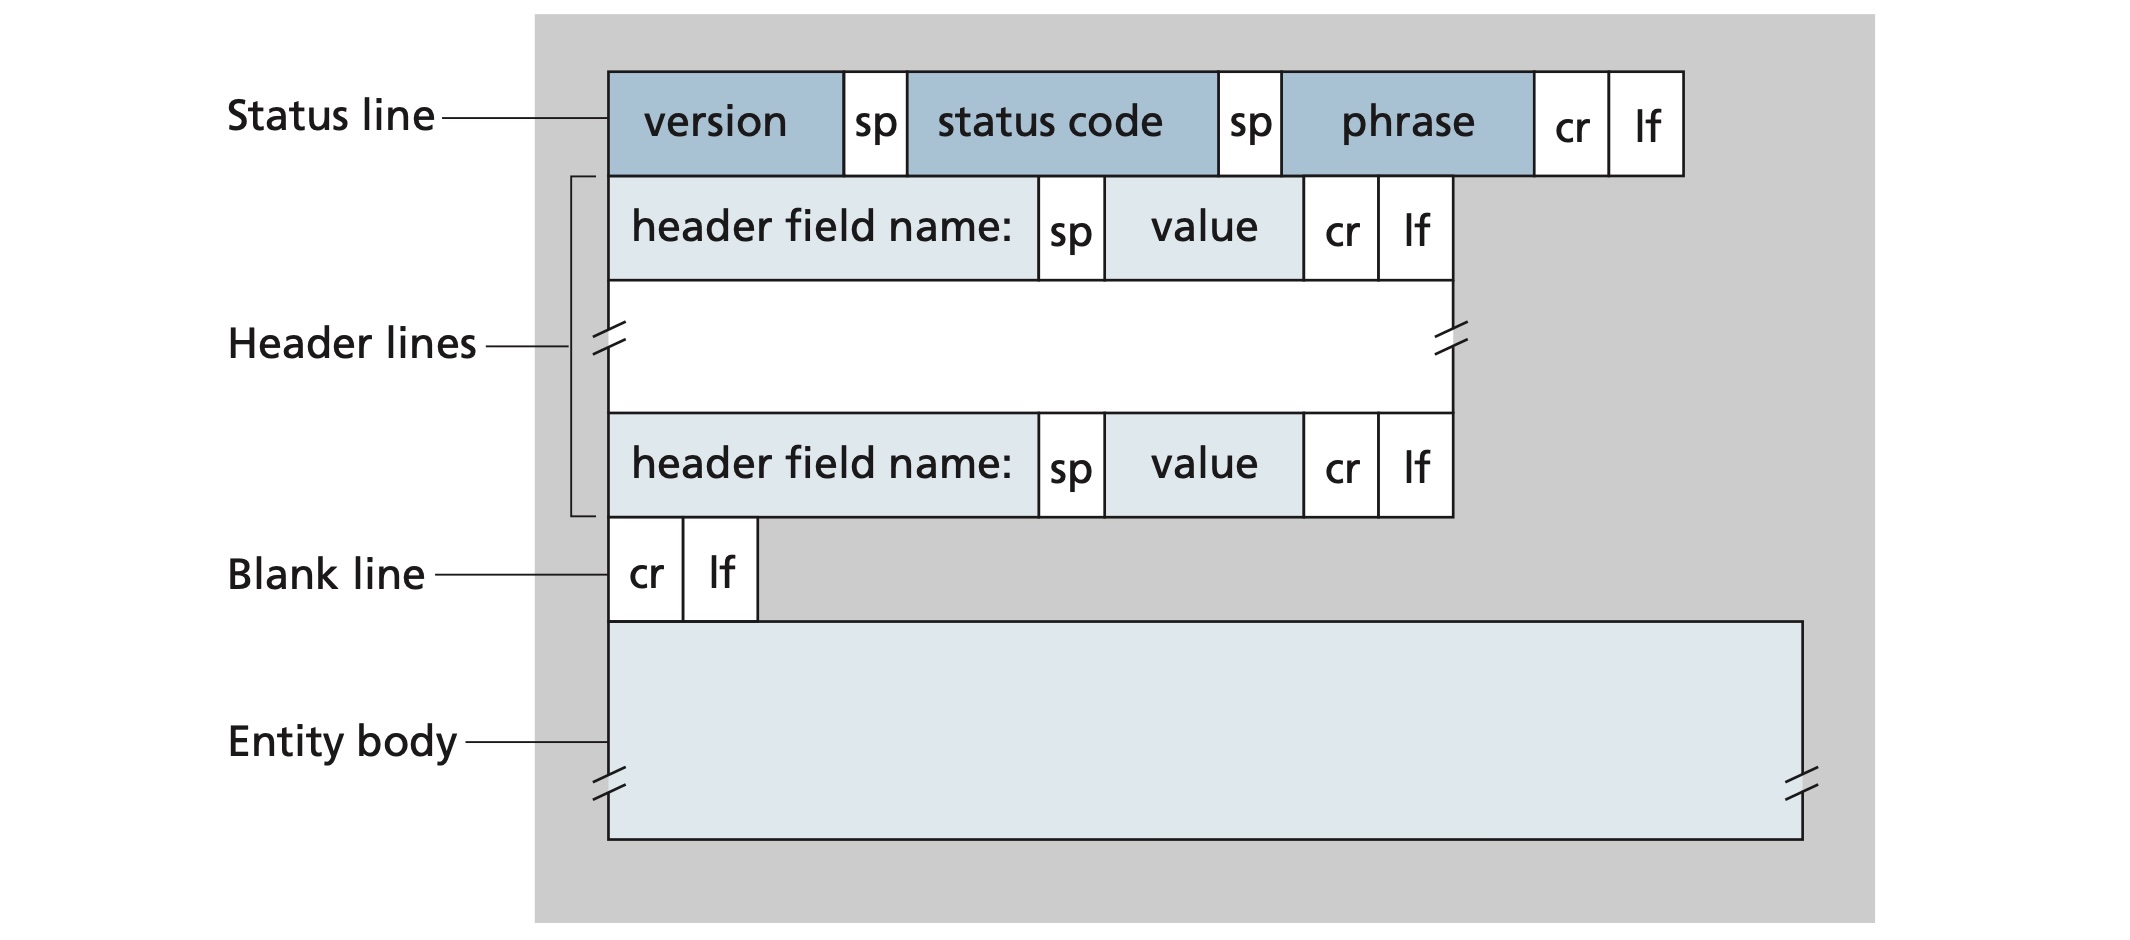 Status line version sp status code sp phrase cr lf
header field name: sp value cr lf
Header lines
header field name: sp value cr lf
Blank line cr lf
Entity body